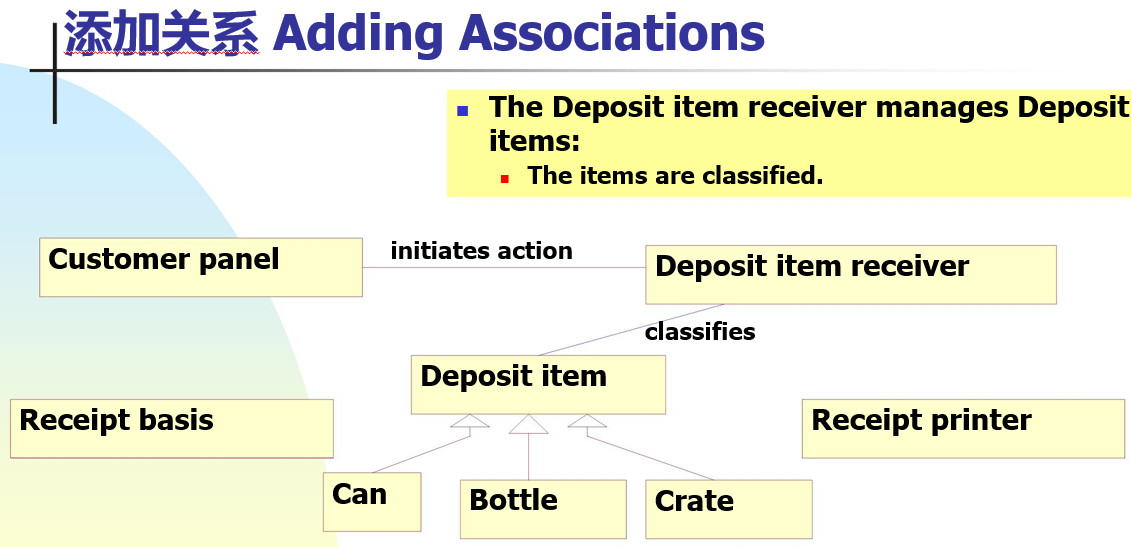 添加关系 Adding Associations
The Deposit item receiver manages Deposit
items:
The items are classified.
Customer panel
initiates action
Deposit item receiver
classifies
Deposit item
Receipt basis
Receipt printer
Can
Bottle
Crate